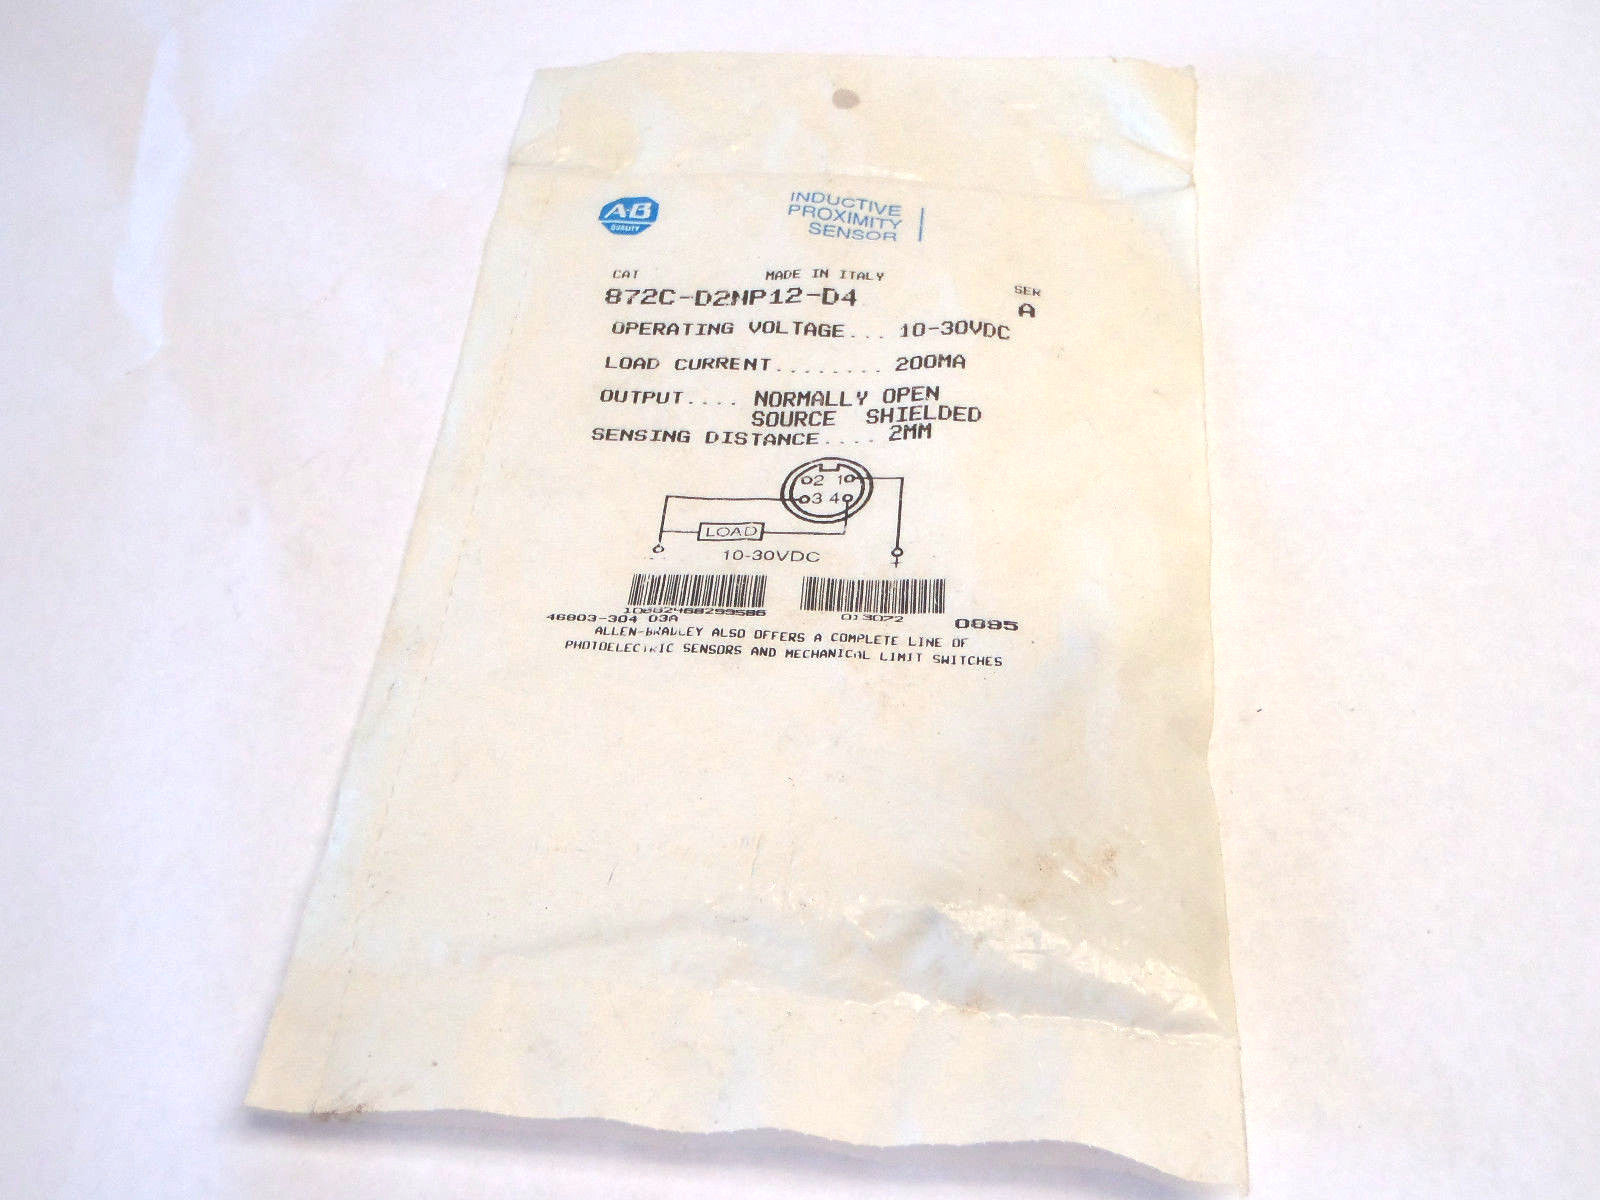 A-B
QUALITY
INDUCTIVE
PROXIMITY
SENSOR
CAT MADE IN ITALY
872C-D2NP12-D4 SER
A
OPERATING VOLTAGE... 10-30VDC
LOAD CURRENT........ 200MA
OUTPUT.... NORMALLY OPEN
SOURCE SHIELDED
SENSING DISTANCE.... 2MM
2 1
3 4
LOAD
10-30VDC
+
46803-304 03A 013072 0895
ALLEN-BRADLEY ALSO OFFERS A COMPLETE LINE OF
PHOTOELECTRIC SENSORS AND MECHANICAL LIMIT SWITCHES